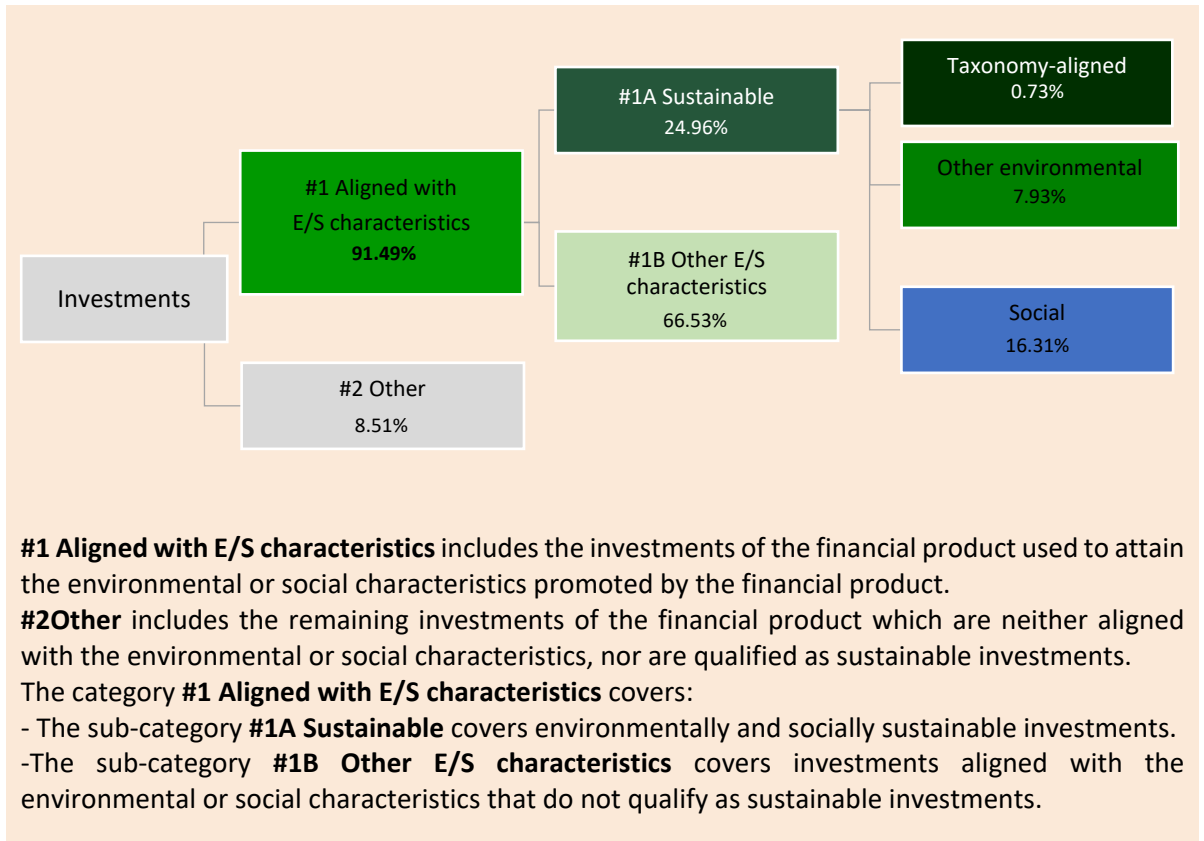 Investments
#1 Aligned with
E/S characteristics
91.49%
#2 Other
8.51%
#1A Sustainable
24.96%
#1B Other E/S
characteristics
66.53%
Taxonomy-aligned
0.73%
Other environmental
7.93%
Social
16.31%
#1 Aligned with E/S characteristics includes the investments of the financial product used to attain
the environmental or social characteristics promoted by the financial product.
#2Other includes the remaining investments of the financial product which are neither aligned
with the environmental or social characteristics, nor are qualified as sustainable investments.
The category #1 Aligned with E/S characteristics covers:
- The sub-category #1A Sustainable covers environmentally and socially sustainable investments.
-The sub-category #1B Other E/S characteristics covers investments aligned with the
environmental or social characteristics that do not qualify as sustainable investments.